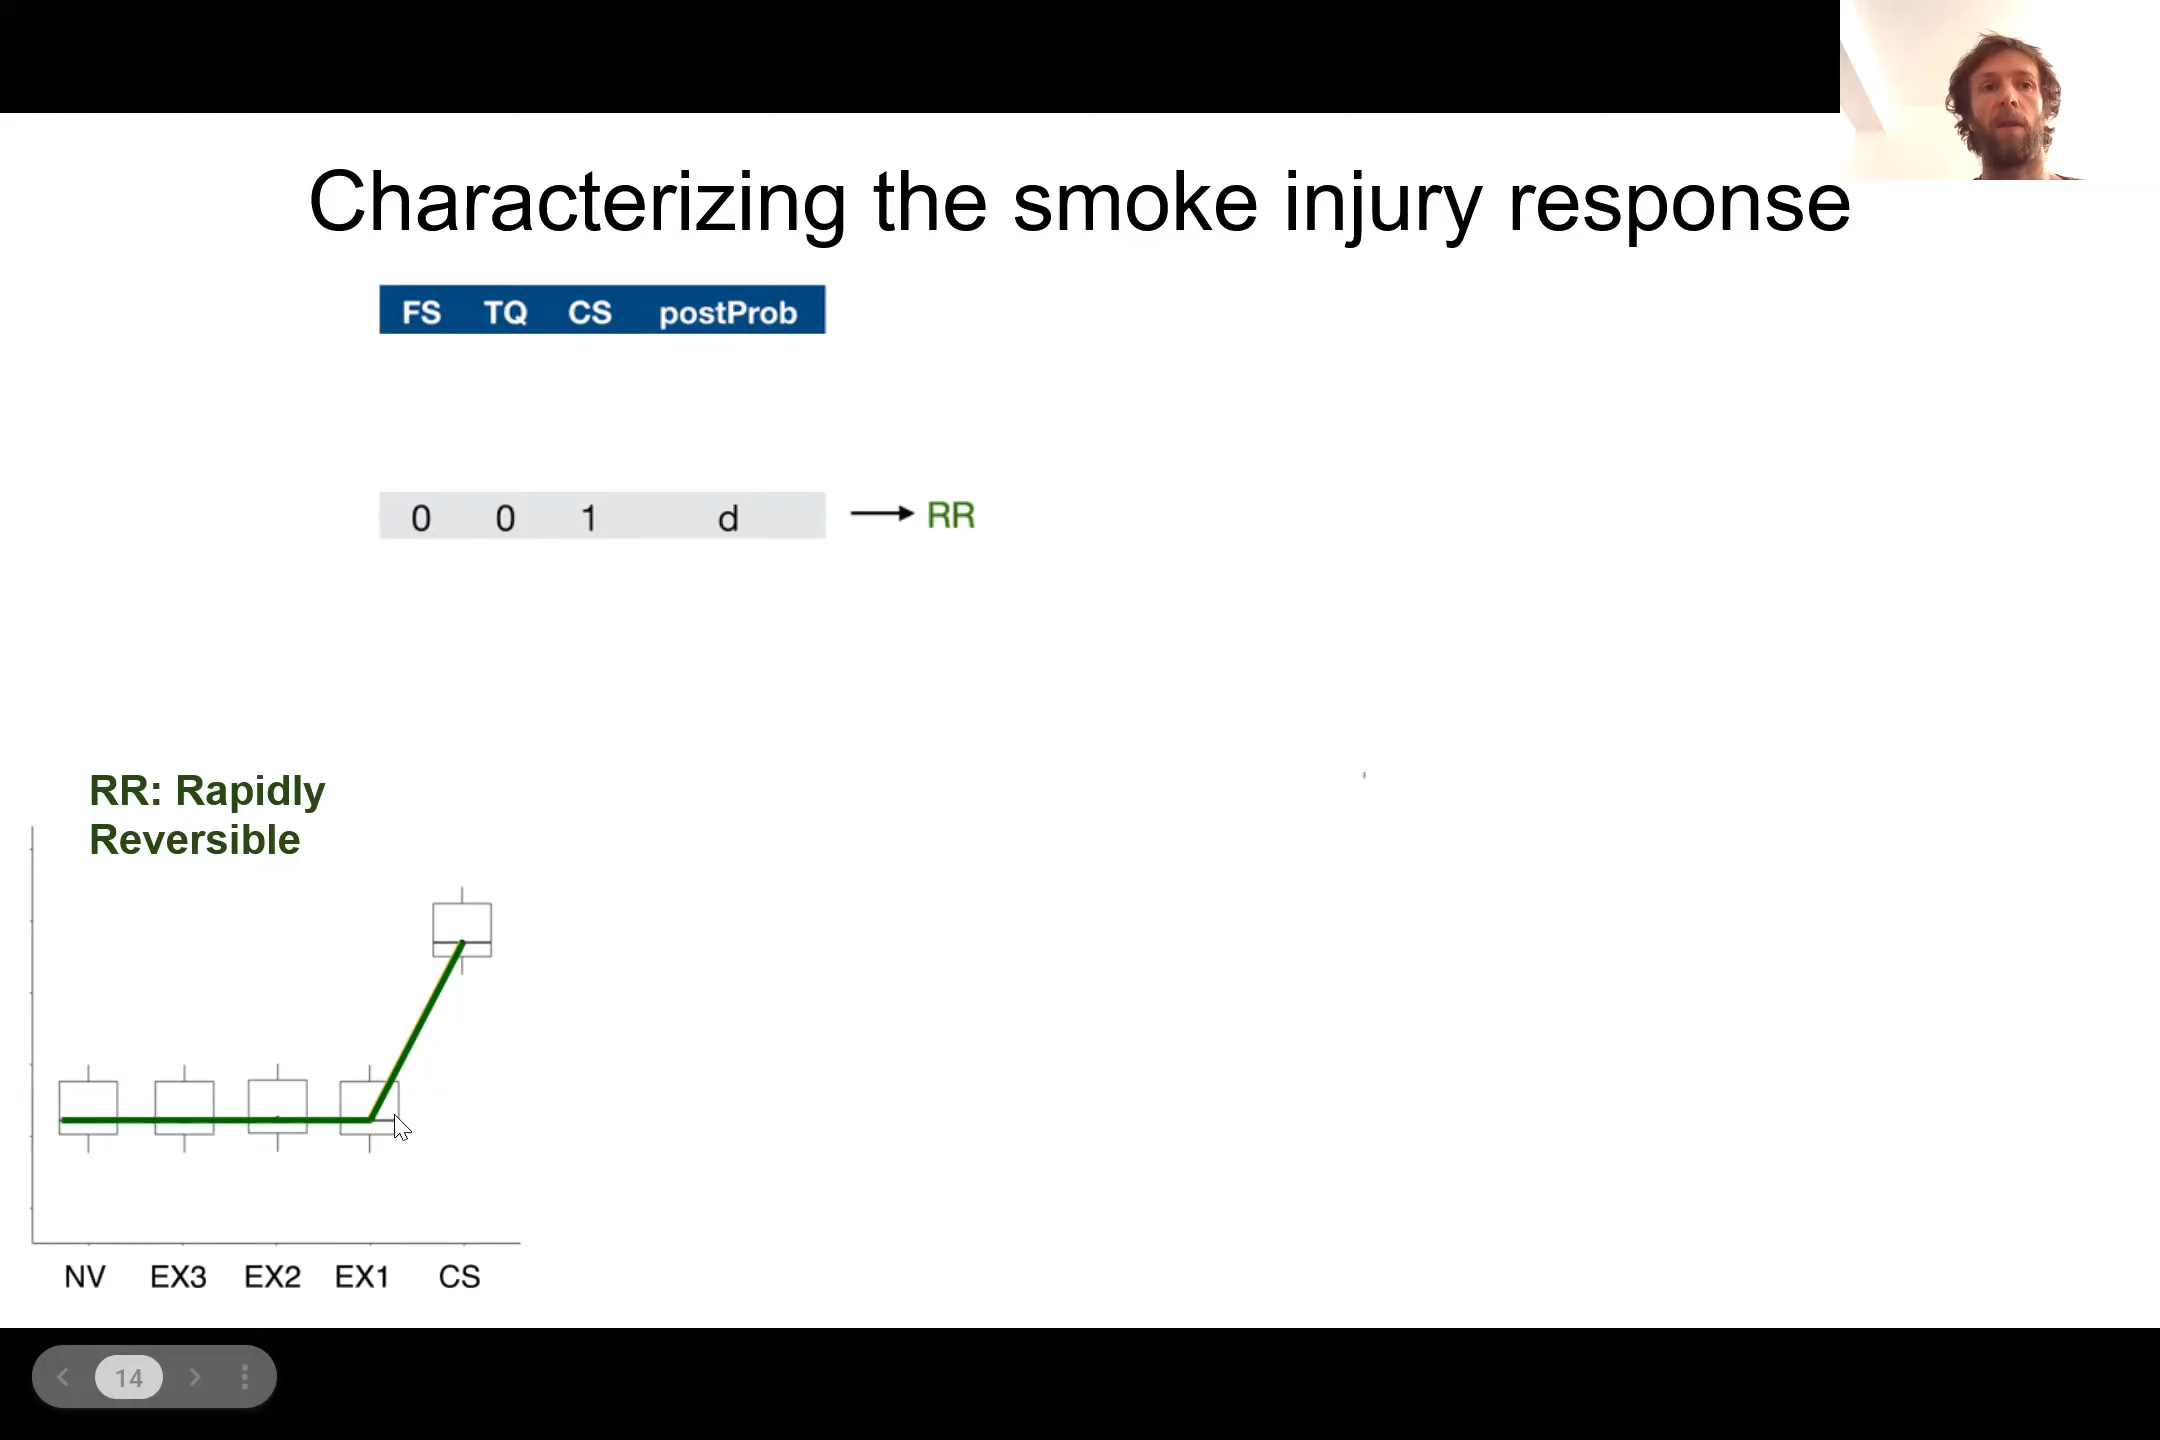 Characterizing the smoke injury response
FS TQ CS postProb
0 0 1 d → RR
RR: Rapidly
Reversible
NV EX3 EX2 EX1 CS
14